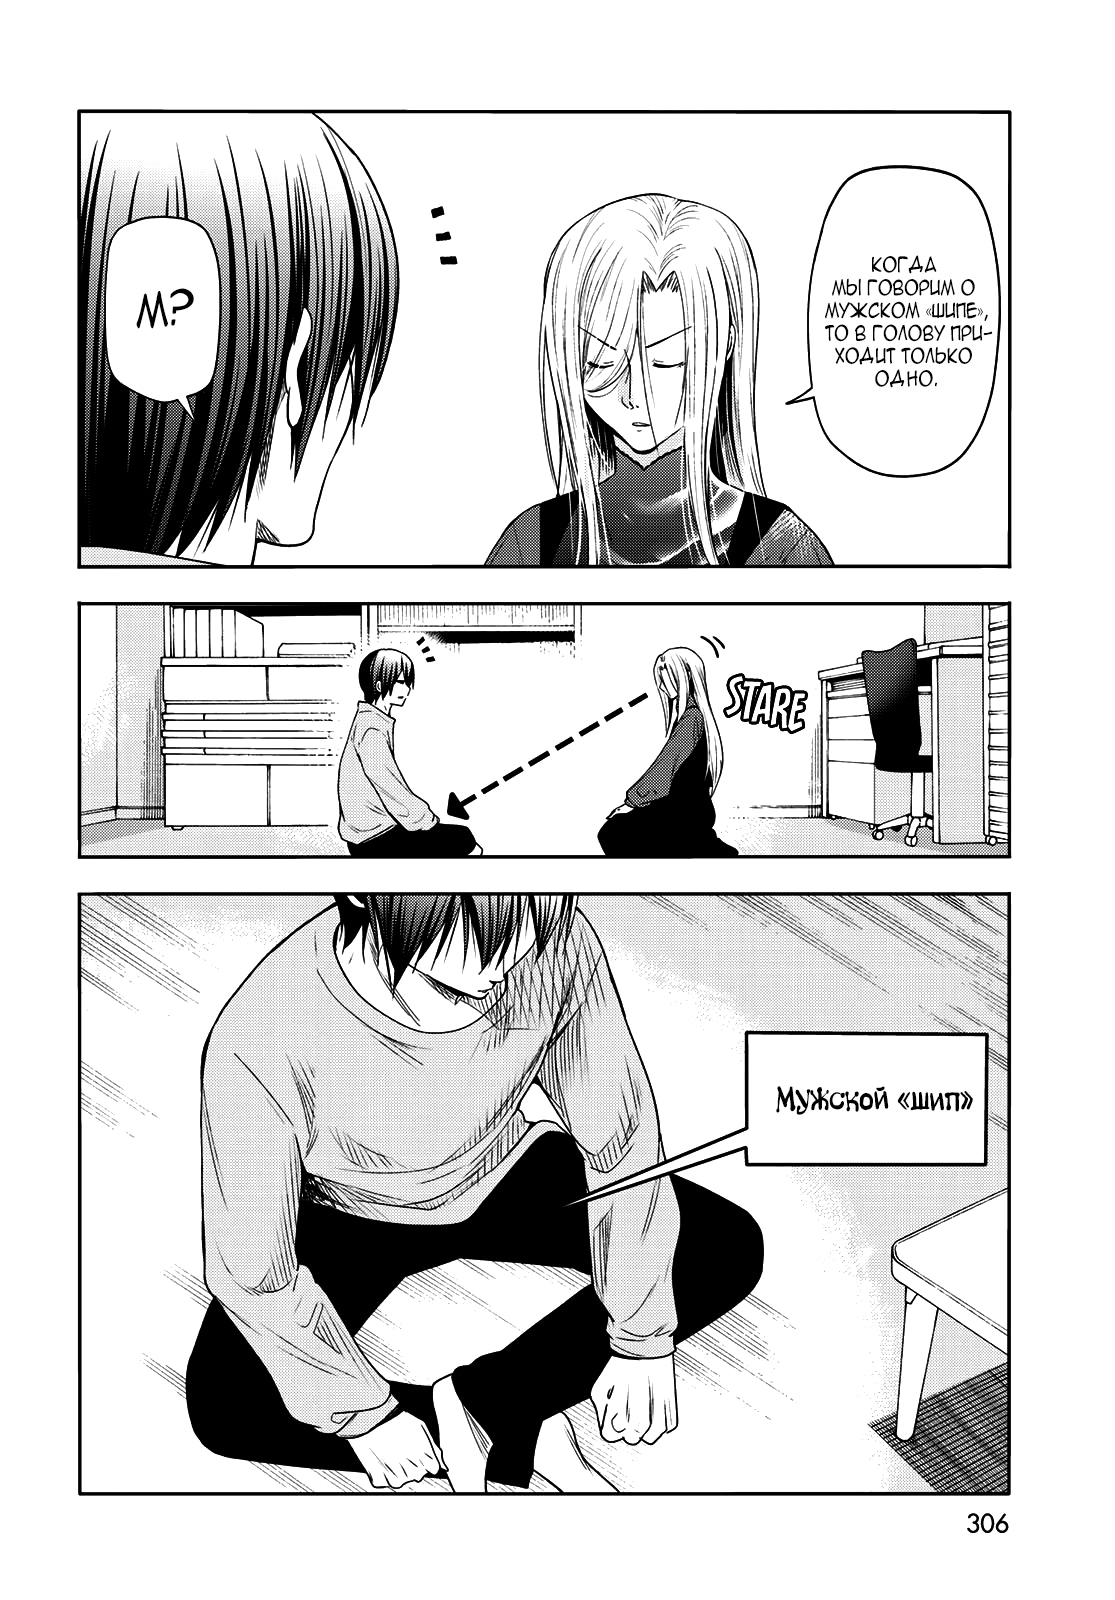 КОГДА
МЫ ГОВОРИМ О
МУЖСКОМ «ШИПЕ»,
ТО В ГОЛОВУ ПРИ-
ХОДИТ ТОЛЬКО
ОДНО.
М?
STARE
Мужской «шип»
306